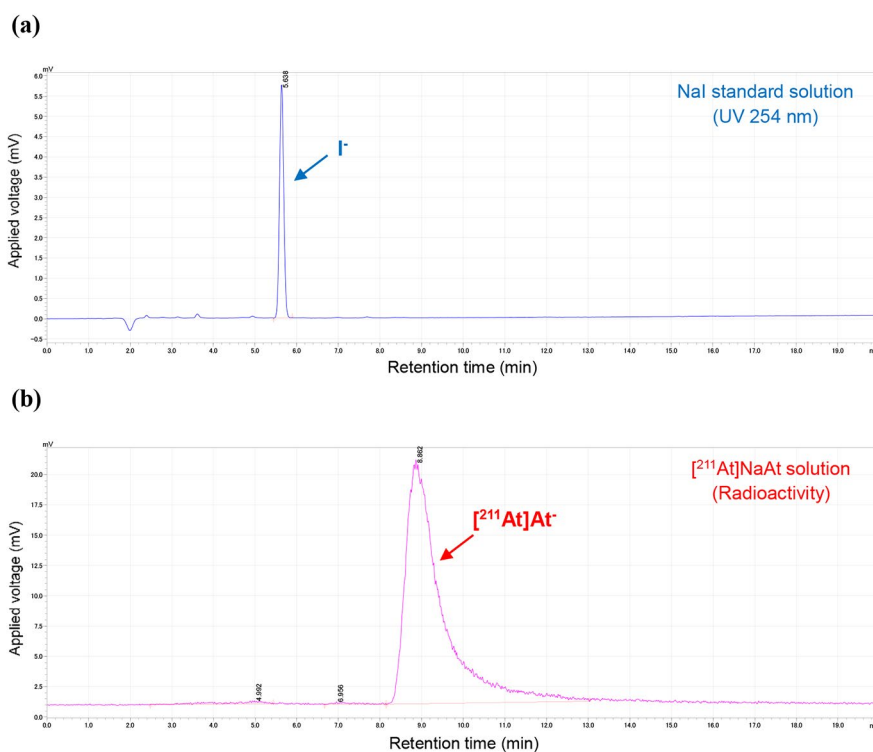 (a)
mV
5.638
6.0
5.5
5.0
4.5
4.0
3.5
3.0
2.5
2.0
1.5
1.0
0.5
0.0
−0.5
Applied voltage (mV)
NaI standard solution
(UV 254 nm)
I-
0.0 1.0 2.0 3.0 4.0 5.0 6.0 7.0 8.0 9.0 10.0 11.0 12.0 13.0 14.0 15.0 16.0 17.0 18.0 19.0
Retention time (min)
(b)
mV
8.862
20.0
17.5
15.0
12.5
10.0
7.5
5.0
2.5
0.0
Applied voltage (mV)
[211At]NaAt solution
(Radioactivity)
[211At]At-
4.992
6.956
0.0 1.0 2.0 3.0 4.0 5.0 6.0 7.0 8.0 9.0 10.0 11.0 12.0 13.0 14.0 15.0 16.0 17.0 18.0 19.0
Retention time (min)